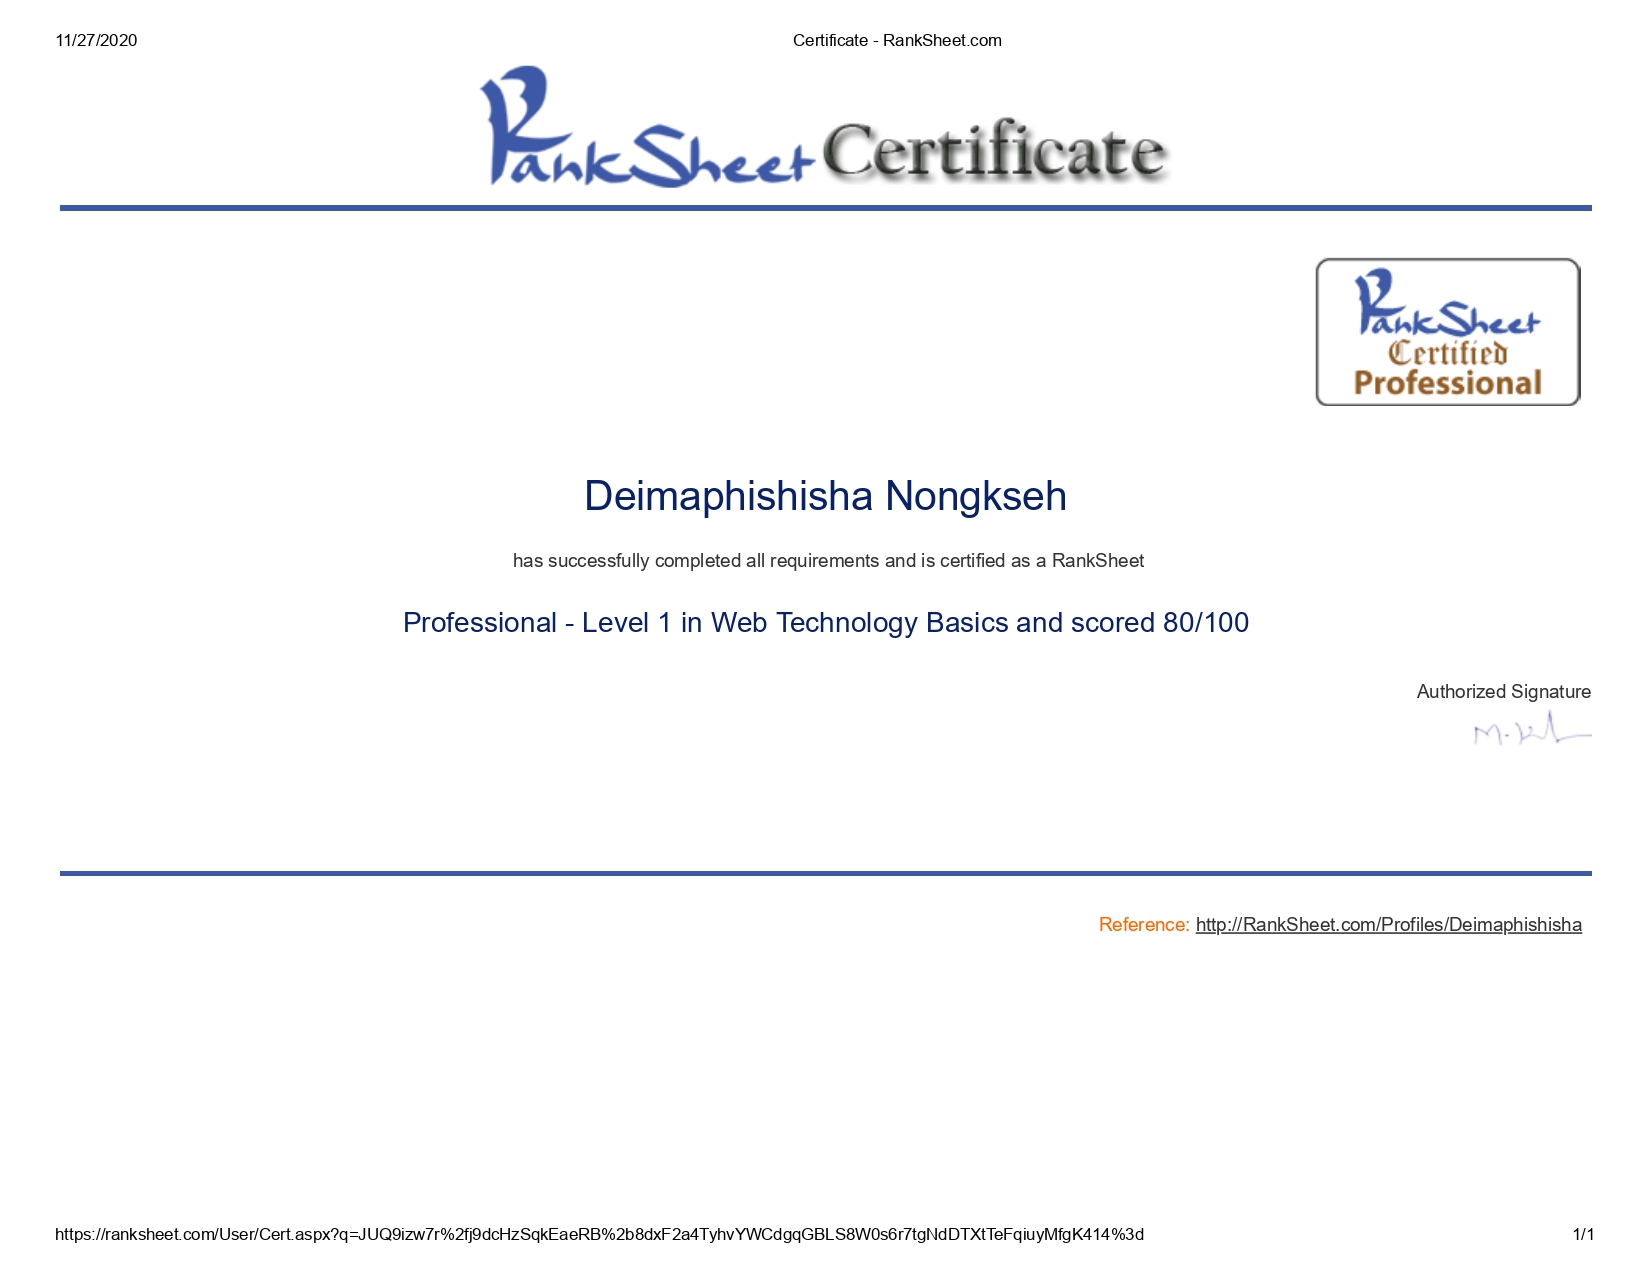 11/27/2020
Certificate - RankSheet.com
RankSheet Certificate
RankSheet
Certified
Professional
Deimaphishisha Nongkseh
has successfully completed all requirements and is certified as a RankSheet
Professional - Level 1 in Web Technology Basics and scored 80/100
Authorized Signature
Reference: http://RankSheet.com/Profiles/Deimaphishisha
https://ranksheet.com/User/Cert.aspx?q=JUQ9izw7r%2fj9dcHzSqkEaeRB%2b8dxF2a4TyhvYWCdgqGBLS8W0s6r7tgNdDTXtTeFqiuyMfgK414%3d
1/1